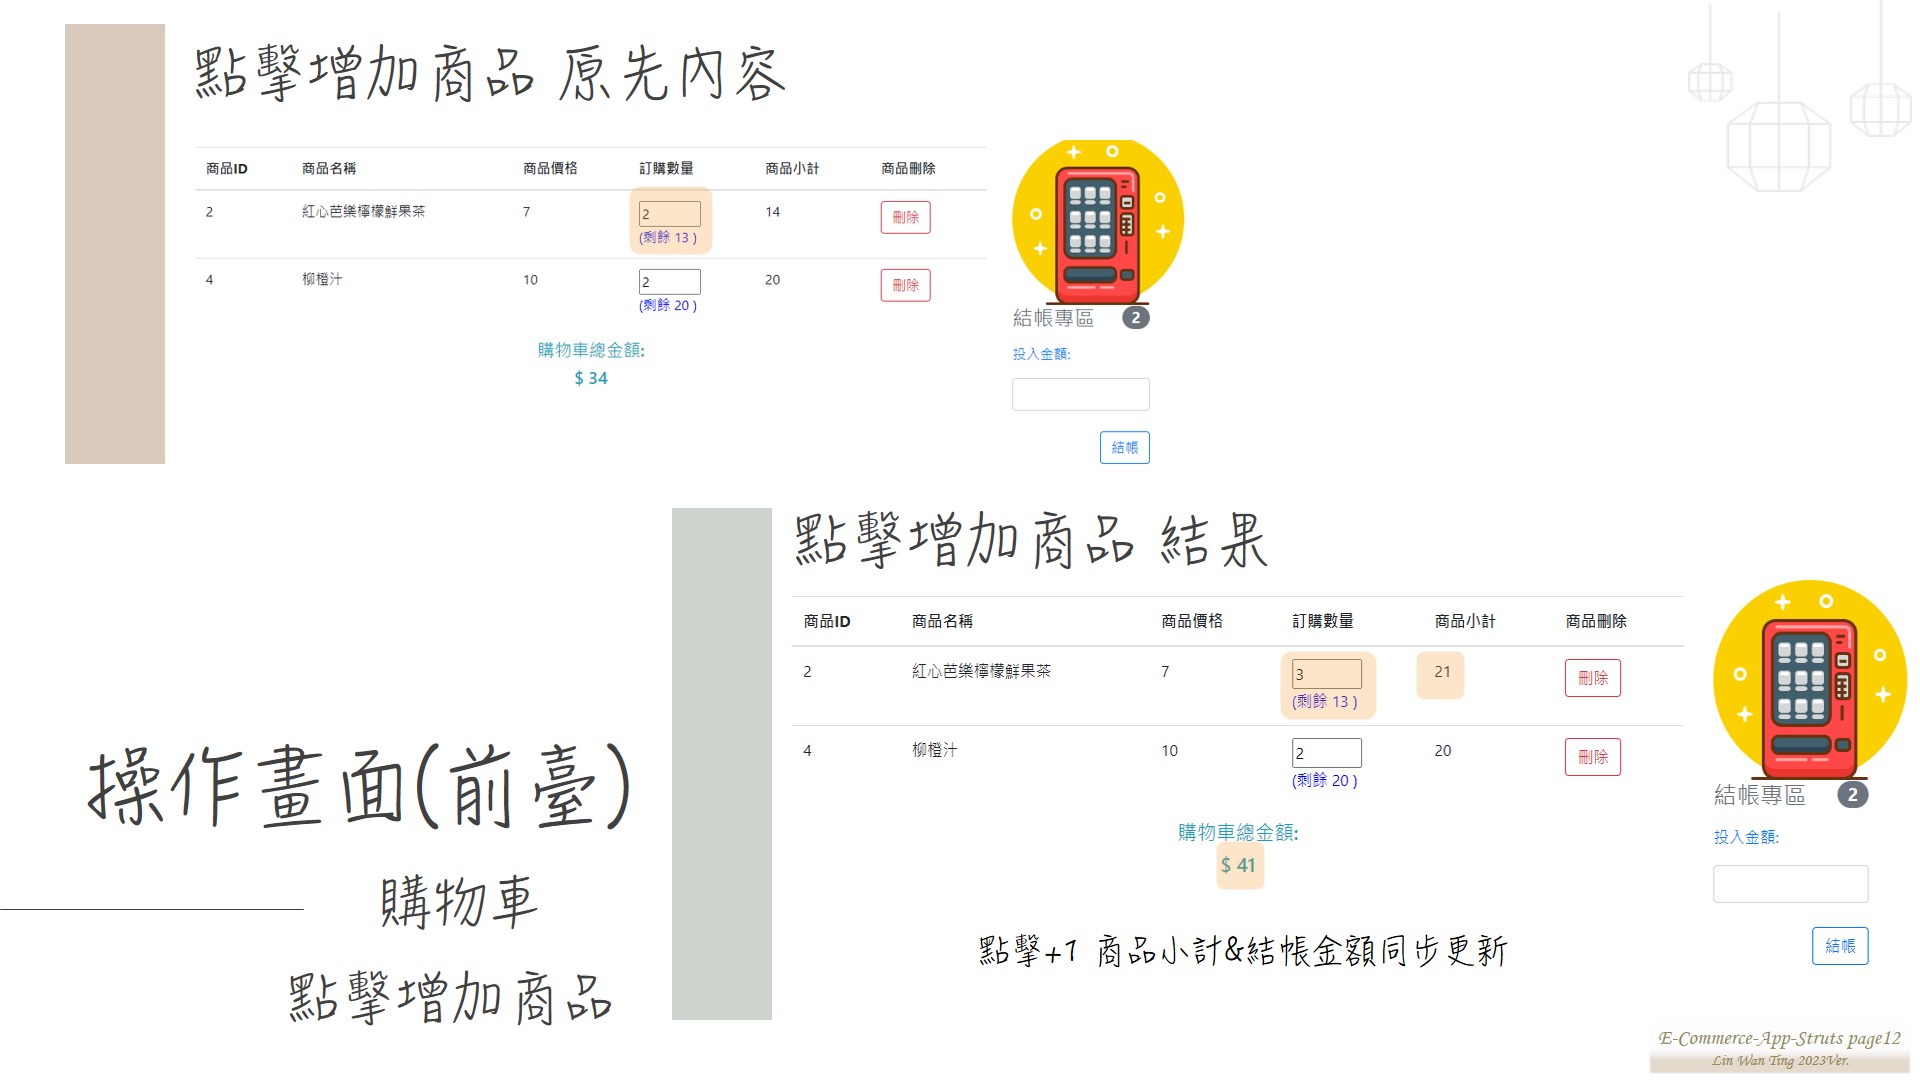 點擊增加商品 原先內容
商品ID 商品名稱 商品價格 訂購數量 商品小計 商品刪除
2 紅心芭樂檸檬鮮果茶 7 2 14 刪除
(剩餘 13 )
4 柳橙汁 10 2 20 刪除
(剩餘 20 )
購物車總金額:
$ 34
結帳專區 2
投入金額:
結帳
點擊增加商品 結果
商品ID 商品名稱 商品價格 訂購數量 商品小計 商品刪除
2 紅心芭樂檸檬鮮果茶 7 3 21 刪除
(剩餘 13 )
4 柳橙汁 10 2 20 刪除
(剩餘 20 )
購物車總金額:
$ 41
結帳專區 2
投入金額:
結帳
點擊+1 商品小計&結帳金額同步更新
操作畫面(前臺)
購物車
點擊增加商品
E-Commerce-App-Struts page12
Lin Wan Ting 2023Ver.